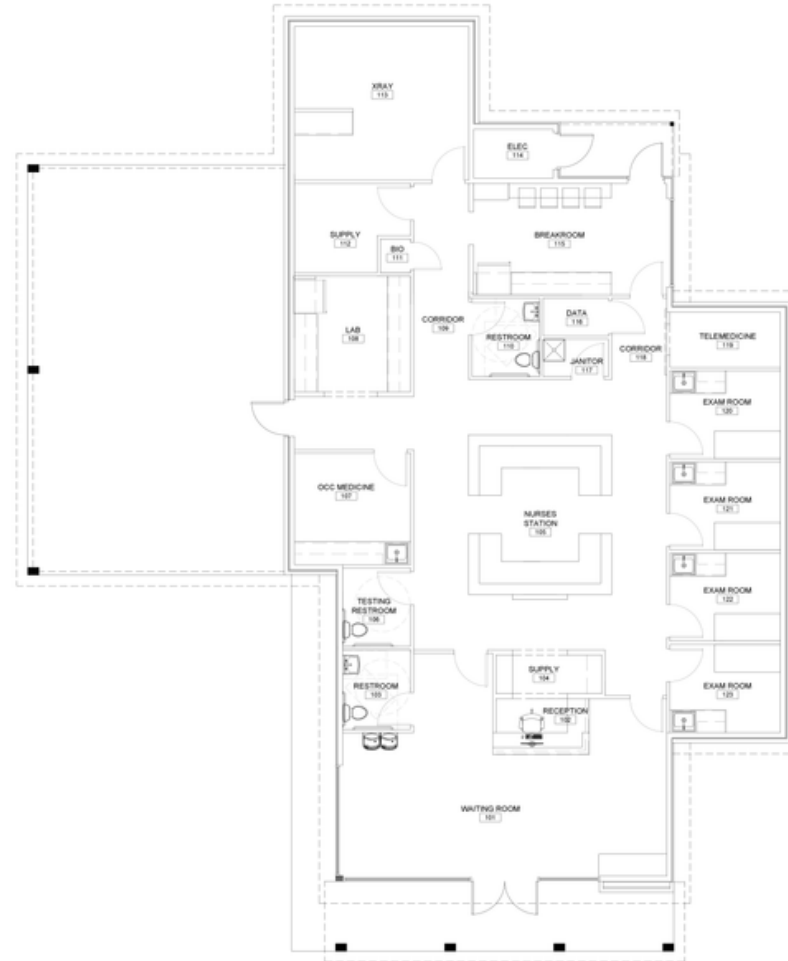 XRAY
113
ELEC
114
SUPPLY
112
BIO
111
BREAKROOM
115
LAB
108
CORRIDOR
109
RESTROOM
110
DATA
116
JANITOR
117
CORRIDOR
118
TELEMEDICINE
119
EXAM ROOM
120
OCC MEDICINE
107
EXAM ROOM
121
NURSES
STATION
105
TESTING
RESTROOM
106
EXAM ROOM
122
SUPPLY
104
RESTROOM
EXAM ROOM
123
RECEPTION
102
WAITING ROOM
101